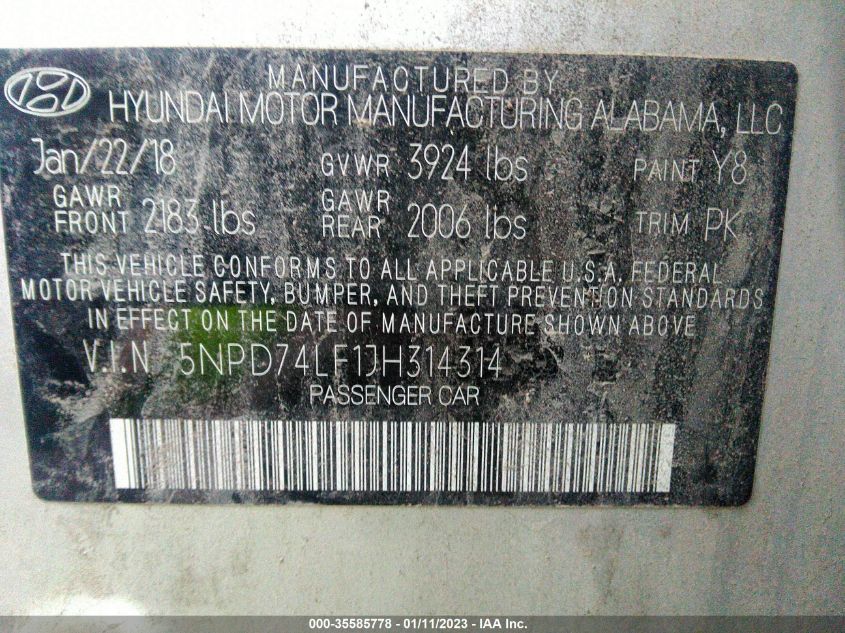 MANUFACTURED BY
HYUNDAI MOTOR MANUFACTURING ALABAMA, LLC
Jan/22/18 GVWR 3924 lbs PAINT Y8
GAWR FRONT 2183 lbs GAWR REAR 2006 lbs TRIM PK
THIS VEHICLE CONFORMS TO ALL APPLICABLE U.S.A. FEDERAL
MOTOR VEHICLE SAFETY, BUMPER, AND THEFT PREVENTION STANDARDS
IN EFFECT ON THE DATE OF MANUFACTURE SHOWN ABOVE
V.I.N 5NPD74LF1JH314314
PASSENGER CAR
000-35585778 - 01/11/2023 - IAA Inc.